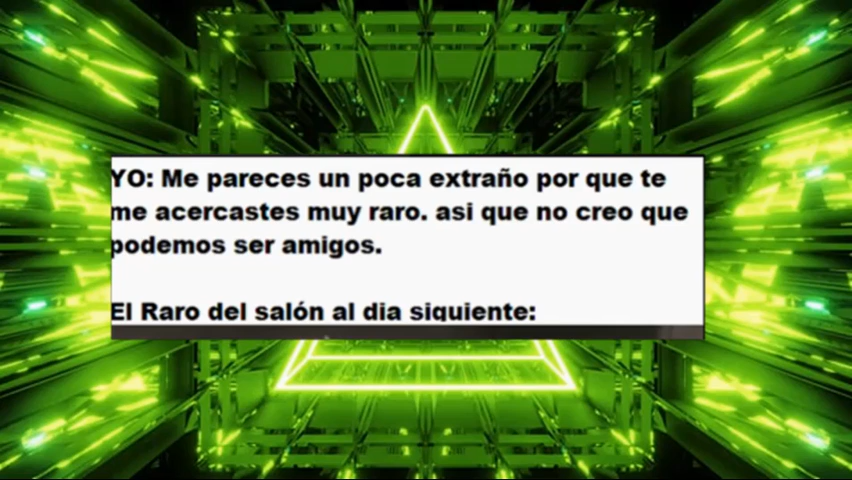 YO: Me pareces un poca extraño por que te
me acercastes muy raro. asi que no creo que
podemos ser amigos.
El Raro del salón al dia siguiente: